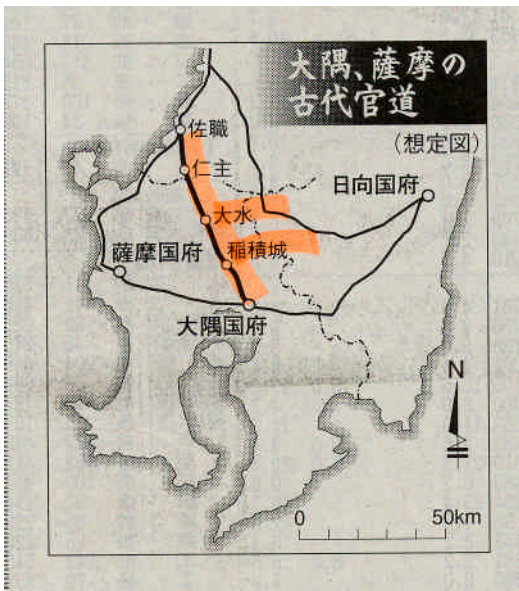 大隅、薩摩の
古代官道
(想定図)
佐職
仁主
日向国府
大水
稲積城
薩摩国府
大隅国府
N
0 50km